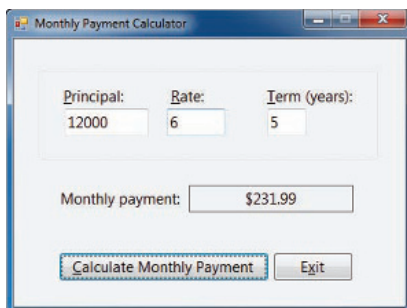 Monthly Payment Calculator
Principal: Rate: Term (years):
12000 6 5
Monthly payment: $231.99
Calculate Monthly Payment Exit